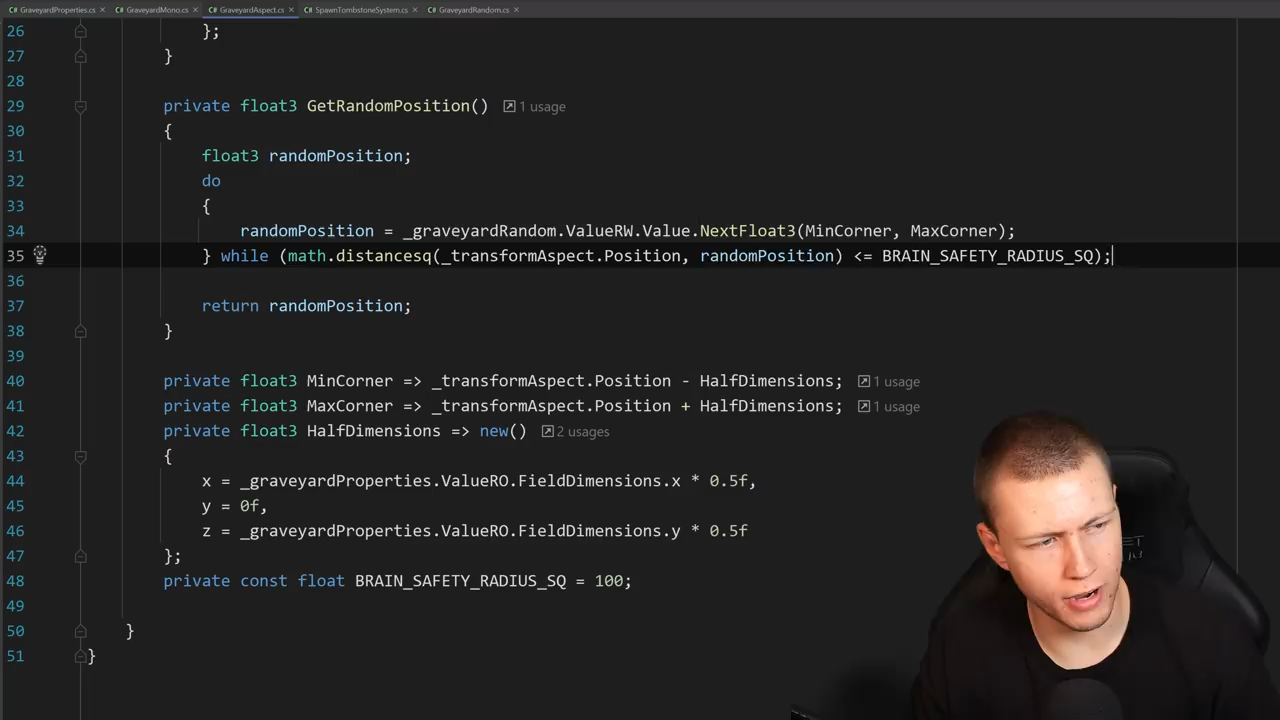 GraveyardProperties.cs × GraveyardMono.cs × GraveyardAspect.cs × SpawnTombstoneSystem.cs × GraveyardRandom.cs ×
26 };
27 }
28
29 private float3 GetRandomPosition() 1 usage
30 {
31 float3 randomPosition;
32 do
33 {
34 randomPosition = _graveyardRandom.ValueRW.Value.NextFloat3(MinCorner, MaxCorner);
35 } while (math.distancesq(_transformAspect.Position, randomPosition) <= BRAIN_SAFETY_RADIUS_SQ);
36
37 return randomPosition;
38 }
39
40 private float3 MinCorner => _transformAspect.Position - HalfDimensions; 1 usage
41 private float3 MaxCorner => _transformAspect.Position + HalfDimensions; 1 usage
42 private float3 HalfDimensions => new() 2 usages
43 {
44 x = _graveyardProperties.ValueRO.FieldDimensions.x * 0.5f,
45 y = 0f,
46 z = _graveyardProperties.ValueRO.FieldDimensions.y * 0.5f
47 };
48 private const float BRAIN_SAFETY_RADIUS_SQ = 100;
49
50 }
51 }